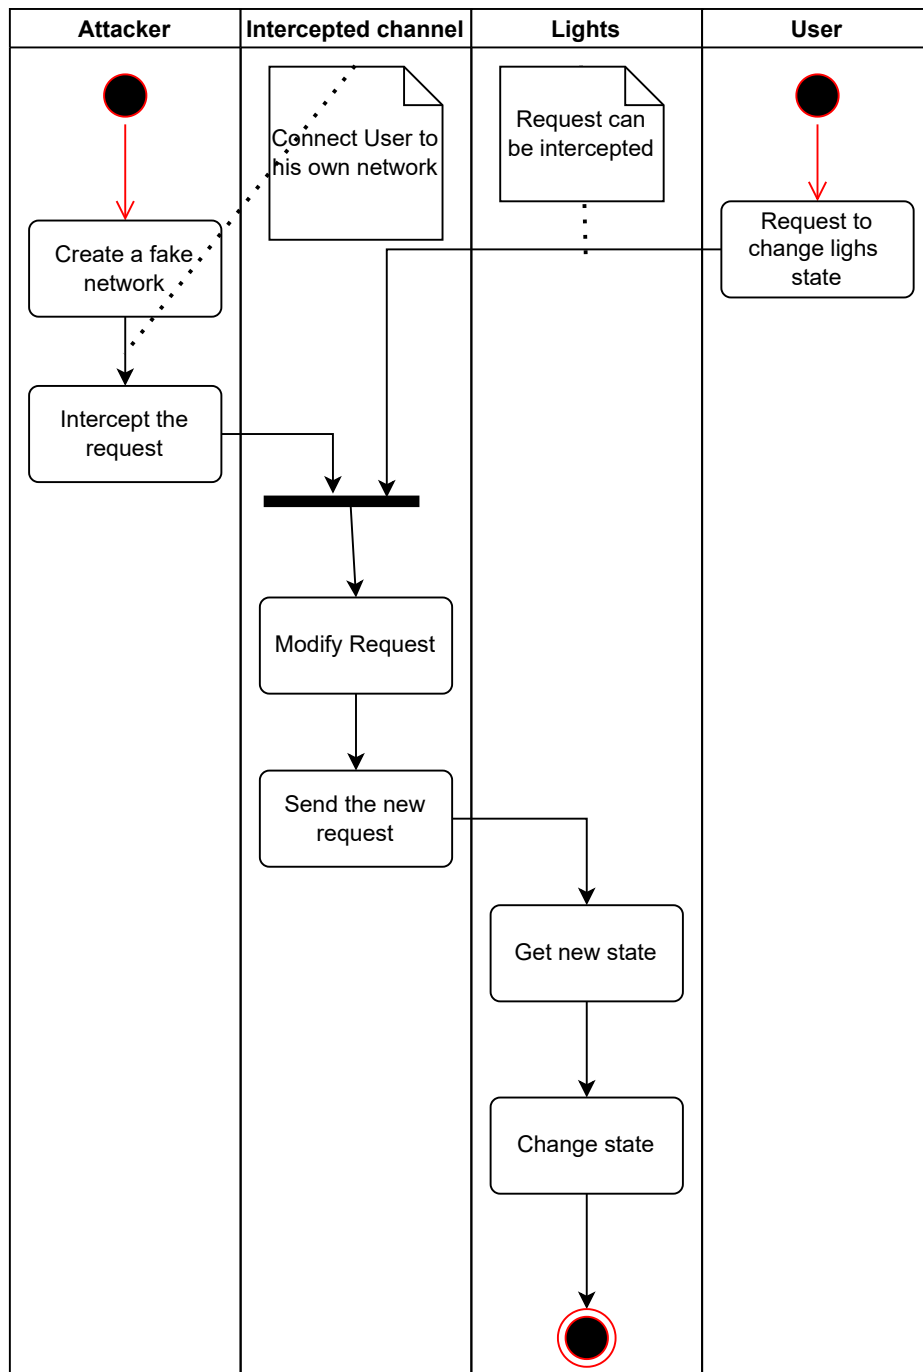 Attacker
Intercepted channel
Lights
User
Connect User to
his own network
Request can
be intercepted
Create a fake
network
Request to
change lighs
state
Intercept the
request
Modify Request
Send the new
request
Get new state
Change state